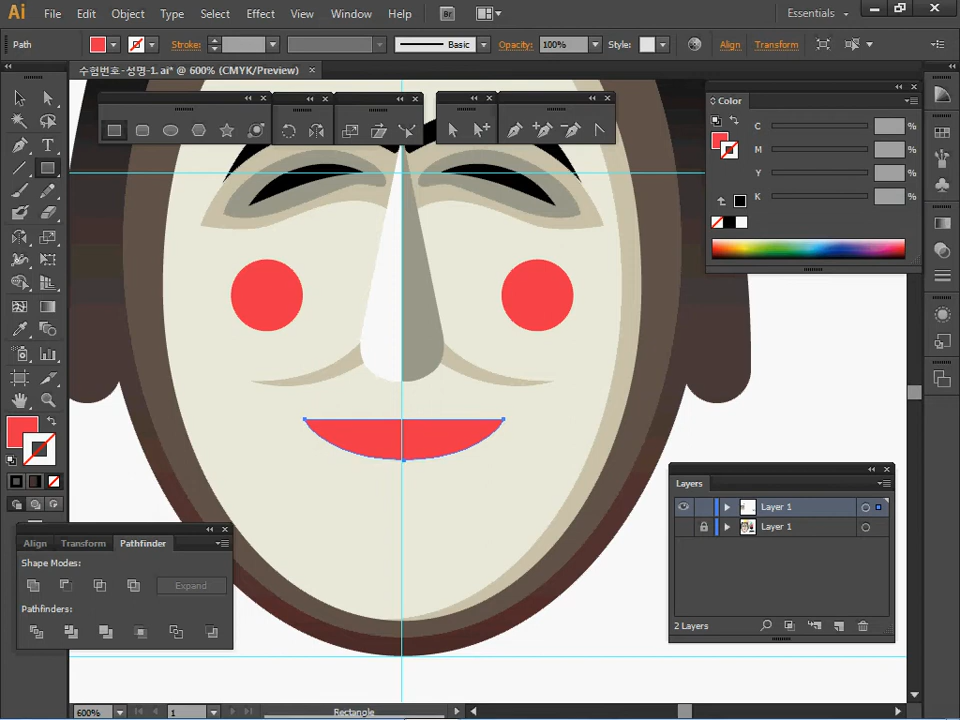 Ai File Edit Object Type Select Effect View Window Help Br Essentials
Path Stroke: Basic Opacity: 100% Style: Align Transform
수험번호-성명-1.ai* @ 600% (CMYK/Preview)
Color
C %
M %
Y %
K %
Layers
Layer 1
Layer 1
2 Layers
Align Transform Pathfinder
Shape Modes:
Expand
Pathfinders:
600% 1 Rectangle